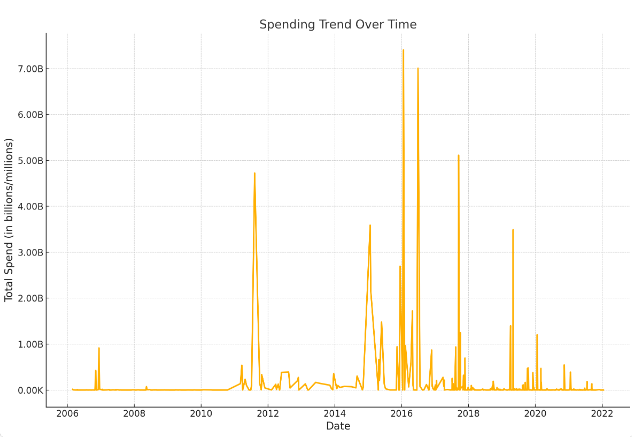 Spending Trend Over Time
Total Spend (in billions/millions)
7.00B
6.00B
5.00B
4.00B
3.00B
2.00B
1.00B
0.00K
2006 2008 2010 2012 2014 2016 2018 2020 2022
Date